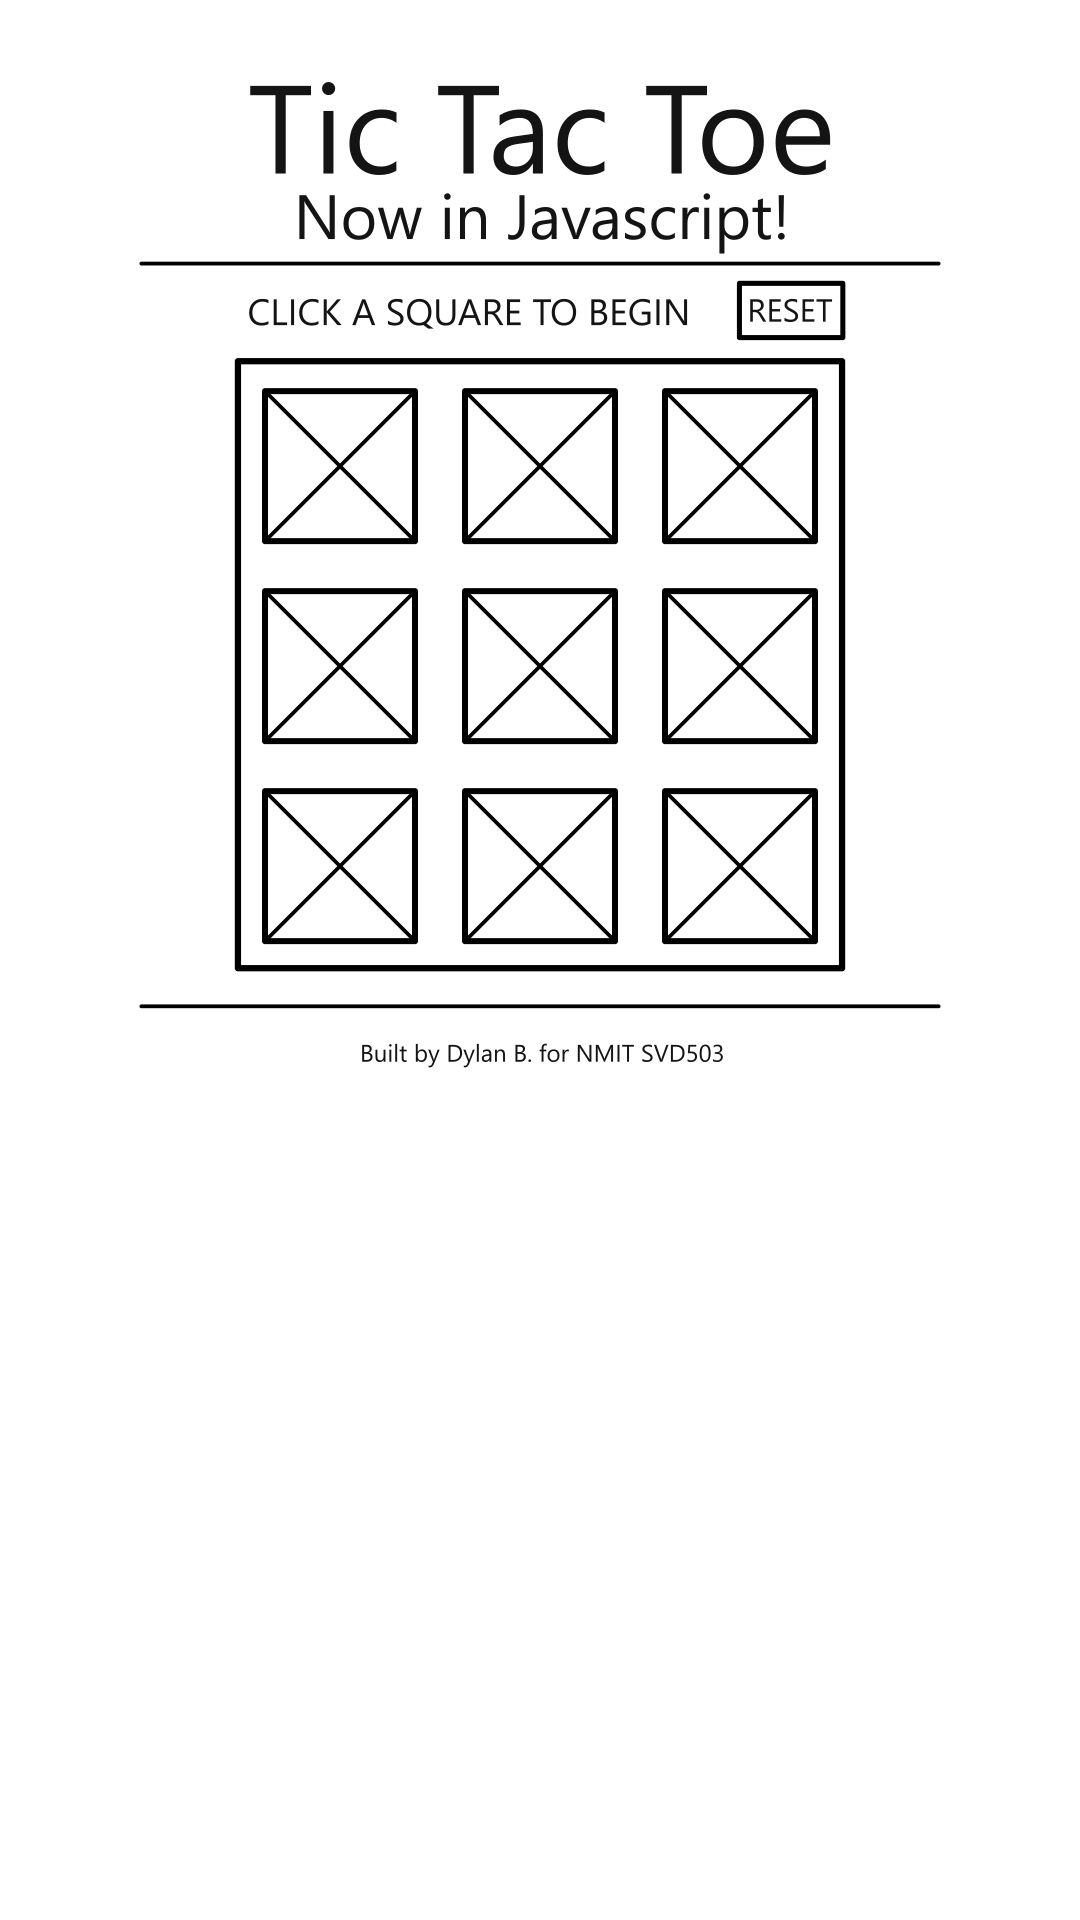 Tic Tac Toe
Now in Javascript!
CLICK A SQUARE TO BEGIN
RESET
Built by Dylan B. for NMIT SVD503